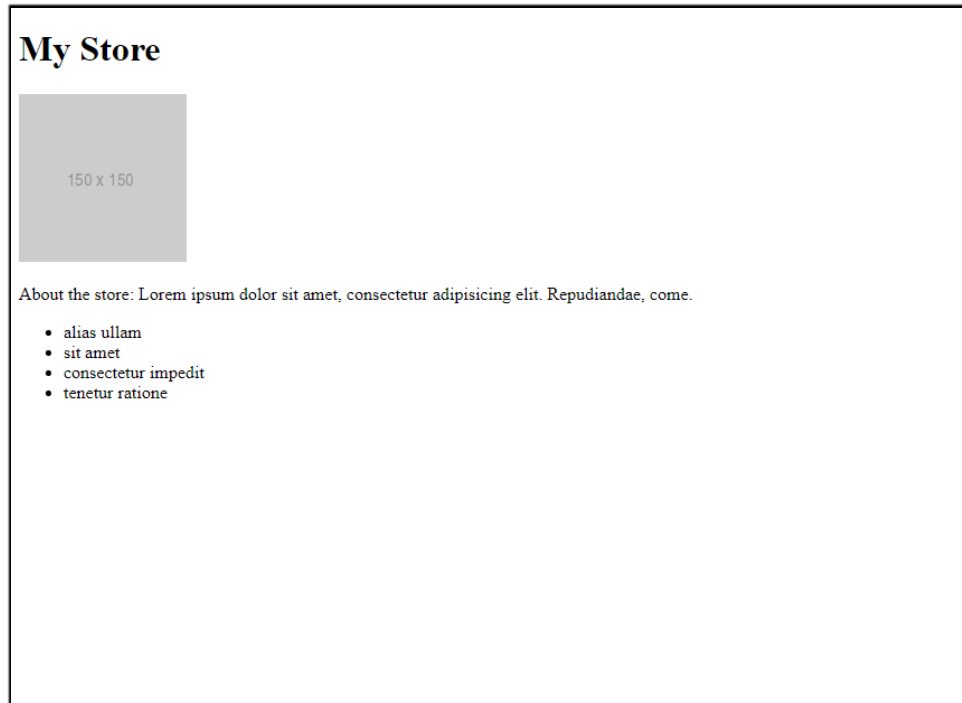 My Store
150 x 150
About the store: Lorem ipsum dolor sit amet, consectetur adipisicing elit. Repudiandae, come.
alias ullam
sit amet
consectetur impedit
tenetur ratione